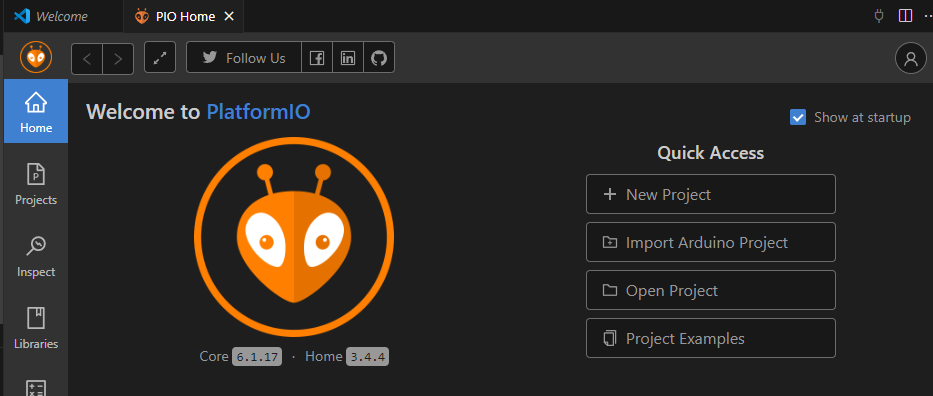 Welcome
PIO Home
Follow Us
Home
Projects
Inspect
Libraries
Welcome to PlatformIO
Show at startup
Quick Access
New Project
Import Arduino Project
Open Project
Project Examples
Core 6.1.17 · Home 3.4.4